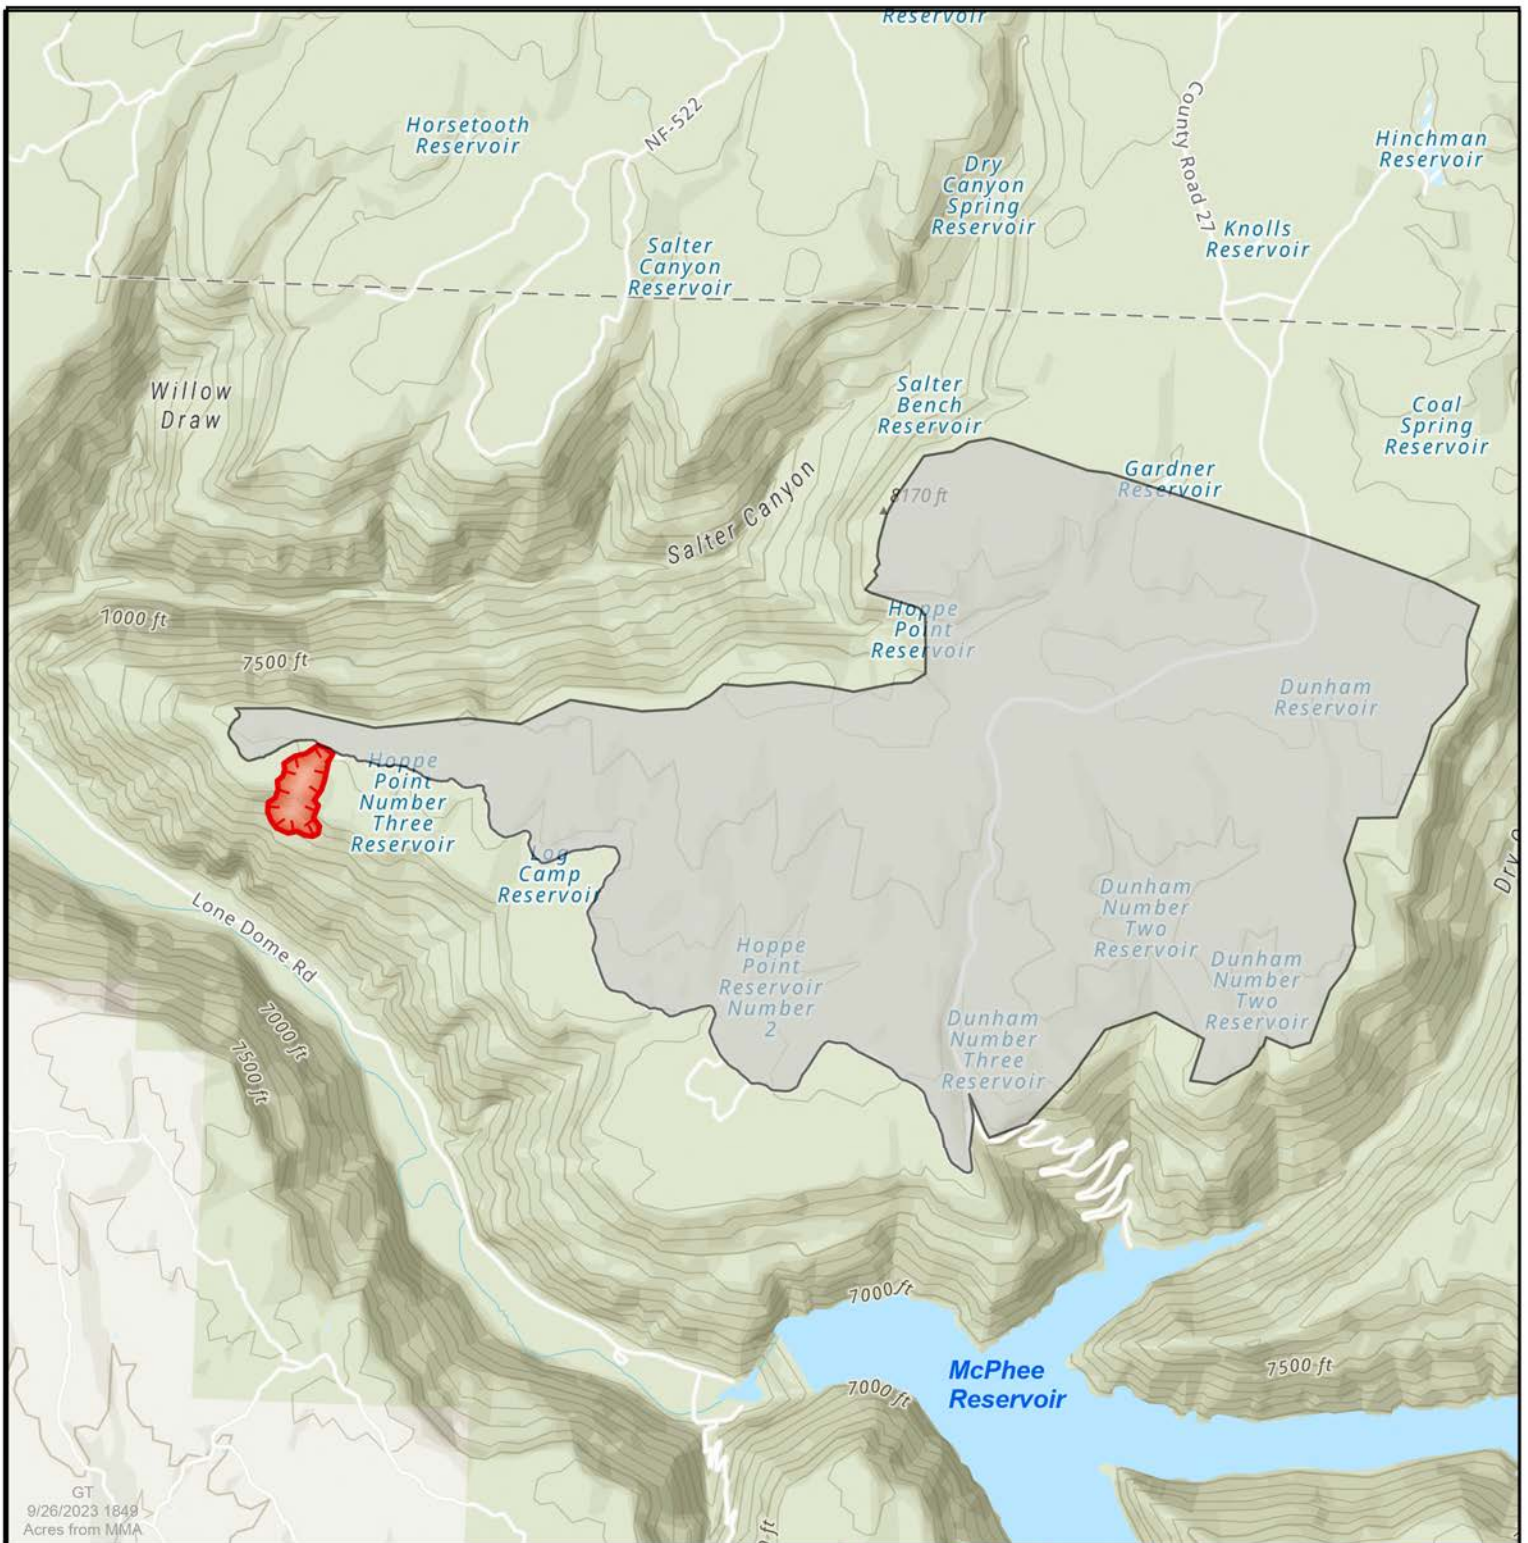 Reservoir
Horsetooth
Reservoir
NF-522
County Road 27
Hinchman
Reservoir
Dry
Canyon
Spring
Reservoir
Knolls
Reservoir
Salter
Canyon
Reservoir
Willow
Draw
Salter
Bench
Reservoir
Coal
Spring
Reservoir
Gardner
Reservoir
8170 ft
Salter Canyon
7000 ft
7500 ft
Hoppe
Point
Reservoir
Dunham
Reservoir
Hoppe
Point
Number
Three
Reservoir
Log
Camp
Reservoir
Dry
Lone Dome Rd
Dunham
Number
Two
Reservoir
Hoppe
Point
Reservoir
Number
2
Dunham
Number
Two
Reservoir
7000 ft
7500 ft
Dunham
Number
Three
Reservoir
7000 ft
McPhee
Reservoir
7500 ft
7000 ft
GT
9/26/2023 1849
Acres from MMA
ft